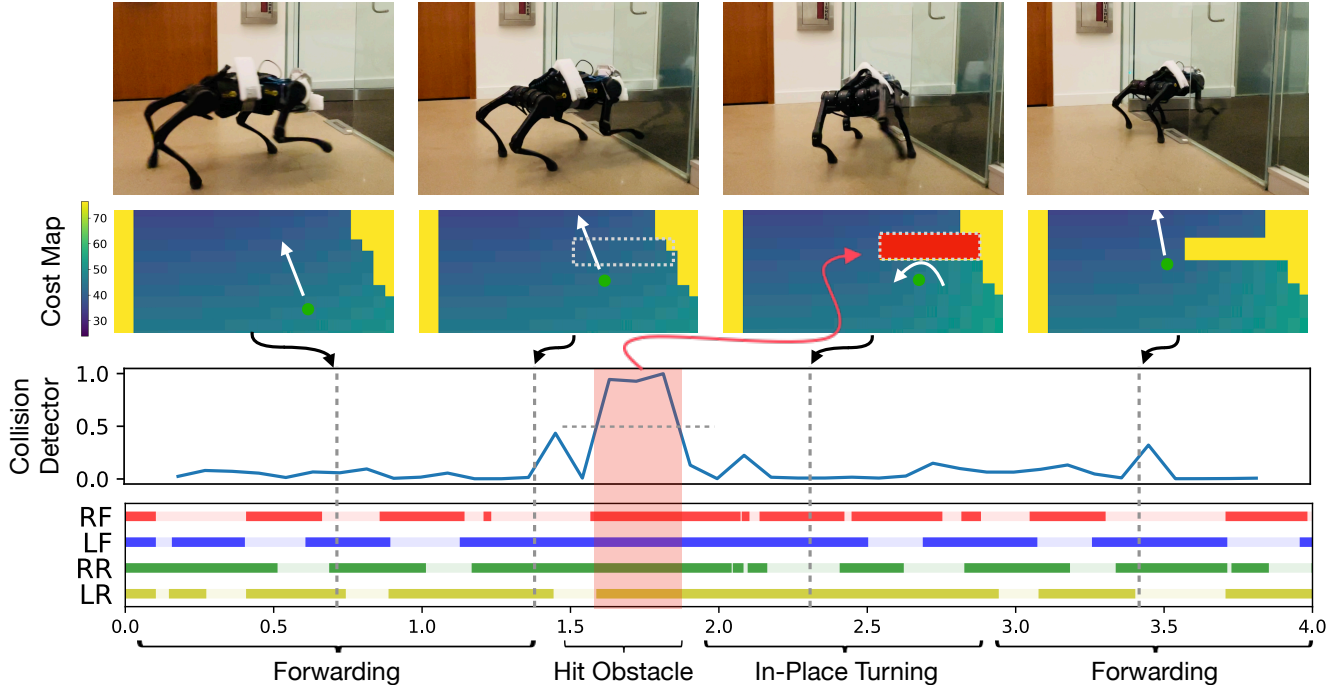 Cost Map
70
60
50
40
30
Collision
Detector
1.0
0.5
0.0
RF
LF
RR
LR
0.0 0.5 1.0 1.5 2.0 2.5 3.0 3.5 4.0
Forwarding Hit Obstacle In-Place Turning Forwarding